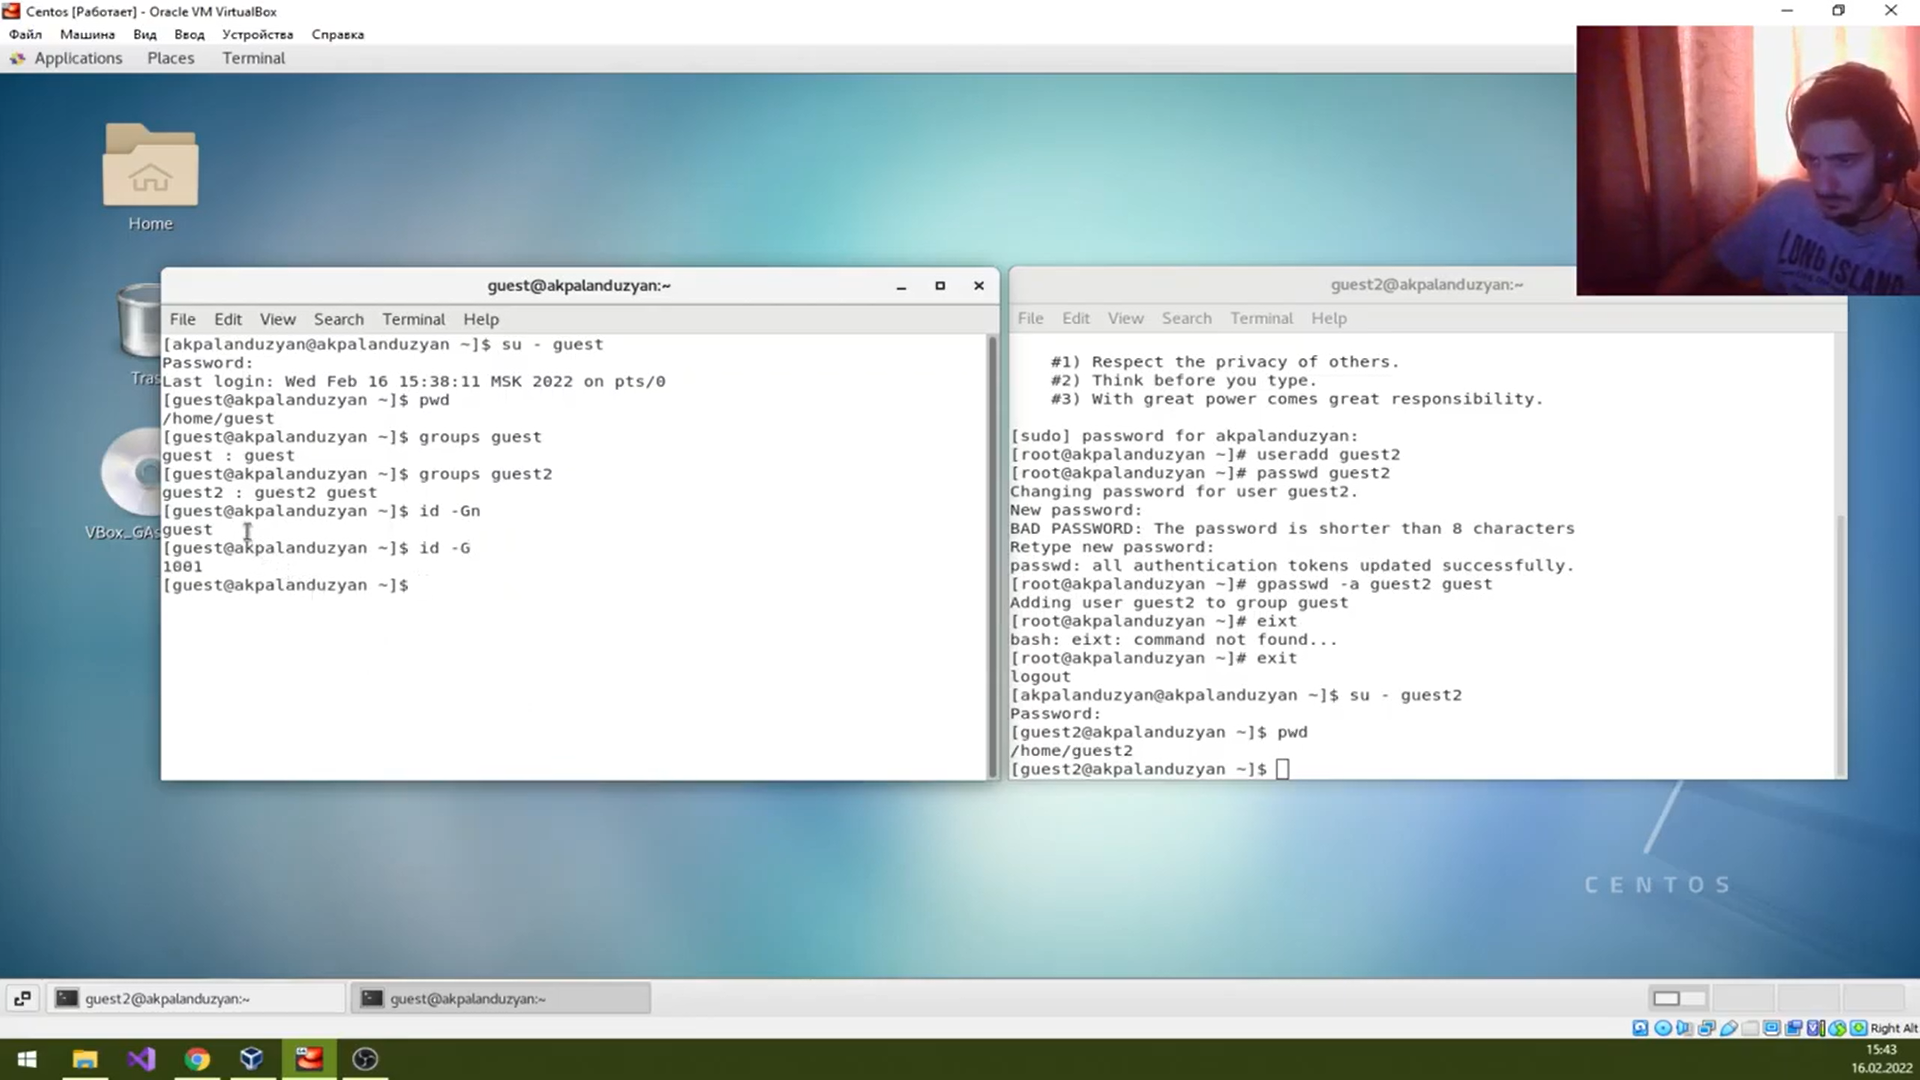 Centos [Работает] - Oracle VM VirtualBox
Файл Машина Вид Ввод Устройства Справка
Applications Places Terminal
Home
LONG ISLAND
guest@akpalanduzyan:~
File Edit View Search Terminal Help
[akpalanduzyan@akpalanduzyan ~]$ su - guest
Password:
Last login: Wed Feb 16 15:38:11 MSK 2022 on pts/0
[guest@akpalanduzyan ~]$ pwd
/home/guest
[guest@akpalanduzyan ~]$ groups guest
guest : guest
[guest@akpalanduzyan ~]$ groups guest2
guest2 : guest2 guest
[guest@akpalanduzyan ~]$ id -Gn
guest
[guest@akpalanduzyan ~]$ id -G
1001
[guest@akpalanduzyan ~]$
Tras
VBox_GAs
guest2@akpalanduzyan:~
File Edit View Search Terminal Help
#1) Respect the privacy of others.
#2) Think before you type.
#3) With great power comes great responsibility.
[sudo] password for akpalanduzyan:
[root@akpalanduzyan ~]# useradd guest2
[root@akpalanduzyan ~]# passwd guest2
Changing password for user guest2.
New password:
BAD PASSWORD: The password is shorter than 8 characters
Retype new password:
passwd: all authentication tokens updated successfully.
[root@akpalanduzyan ~]# gpasswd -a guest2 guest
Adding user guest2 to group guest
[root@akpalanduzyan ~]# eixt
bash: eixt: command not found...
[root@akpalanduzyan ~]# exit
logout
[akpalanduzyan@akpalanduzyan ~]$ su - guest2
Password:
[guest2@akpalanduzyan ~]$ pwd
/home/guest2
[guest2@akpalanduzyan ~]$
7
CENTOS
guest2@akpalanduzyan:~
guest@akpalanduzyan:~
Right Alt
15:43
16.02.2022